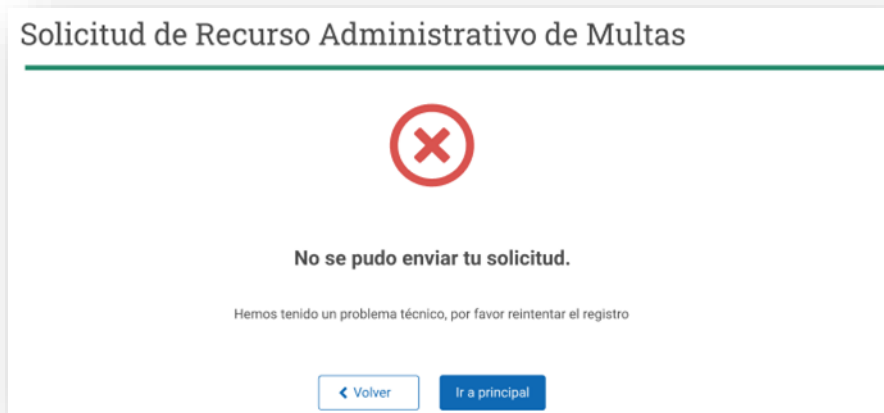 Solicitud de Recurso Administrativo de Multas
No se pudo enviar tu solicitud.
Hemos tenido un problema técnico, por favor reintentar el registro
Volver
Ir a principal